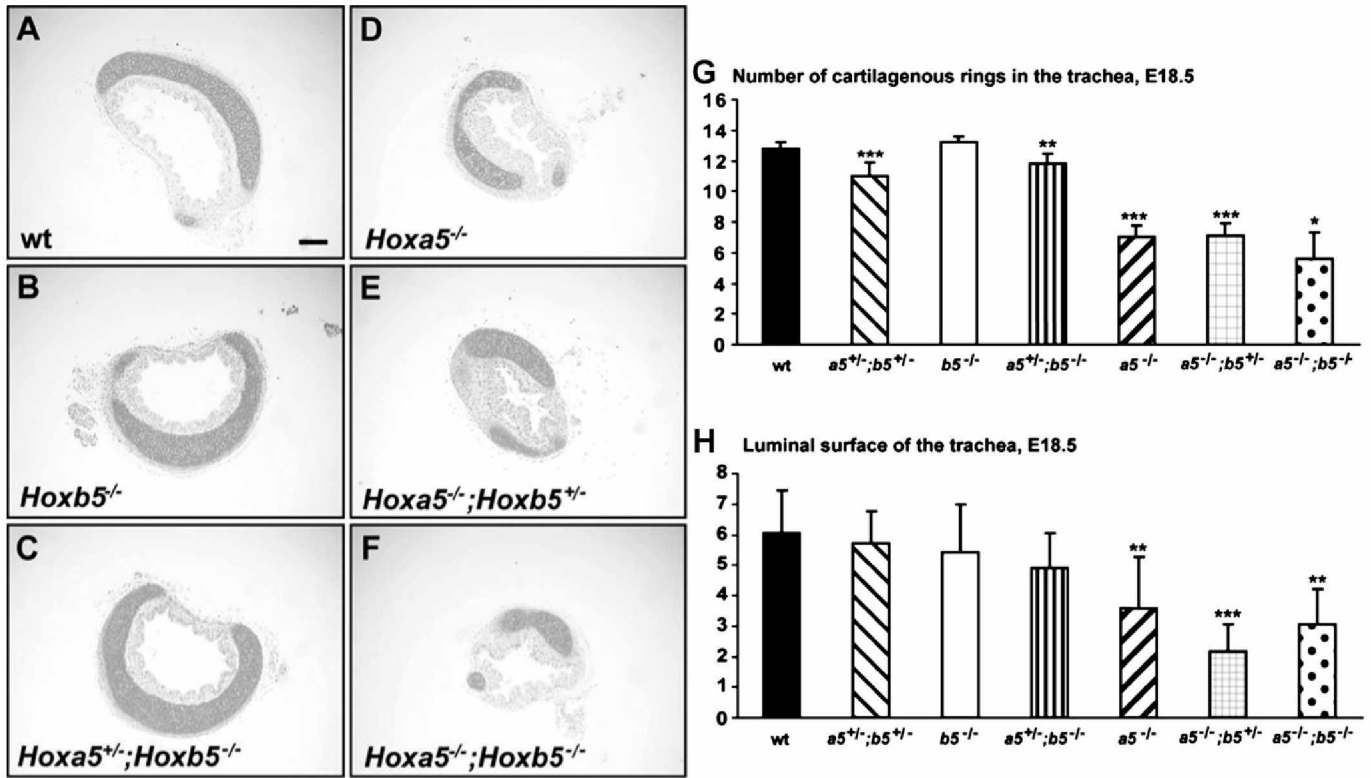 A
wt
B
Hoxb5-/-
C
Hoxa5+/-;Hoxb5-/-
D
Hoxa5-/-
E
Hoxa5-/-;Hoxb5+/-
F
Hoxa5-/-;Hoxb5-/-
G Number of cartilagenous rings in the trachea, E18.5
16
14
12
10
8
6
4
2
0
*** ** *** *** *
wt a5+/-;b5+/- b5-/- a5+/-;b5-/- a5-/- a5-/-;b5+/- a5-/-;b5-/-
H Luminal surface of the trachea, E18.5
8
7
6
5
4
3
2
1
0
** *** **
wt a5+/-;b5+/- b5-/- a5+/-;b5-/- a5-/- a5-/-;b5+/- a5-/-;b5-/-